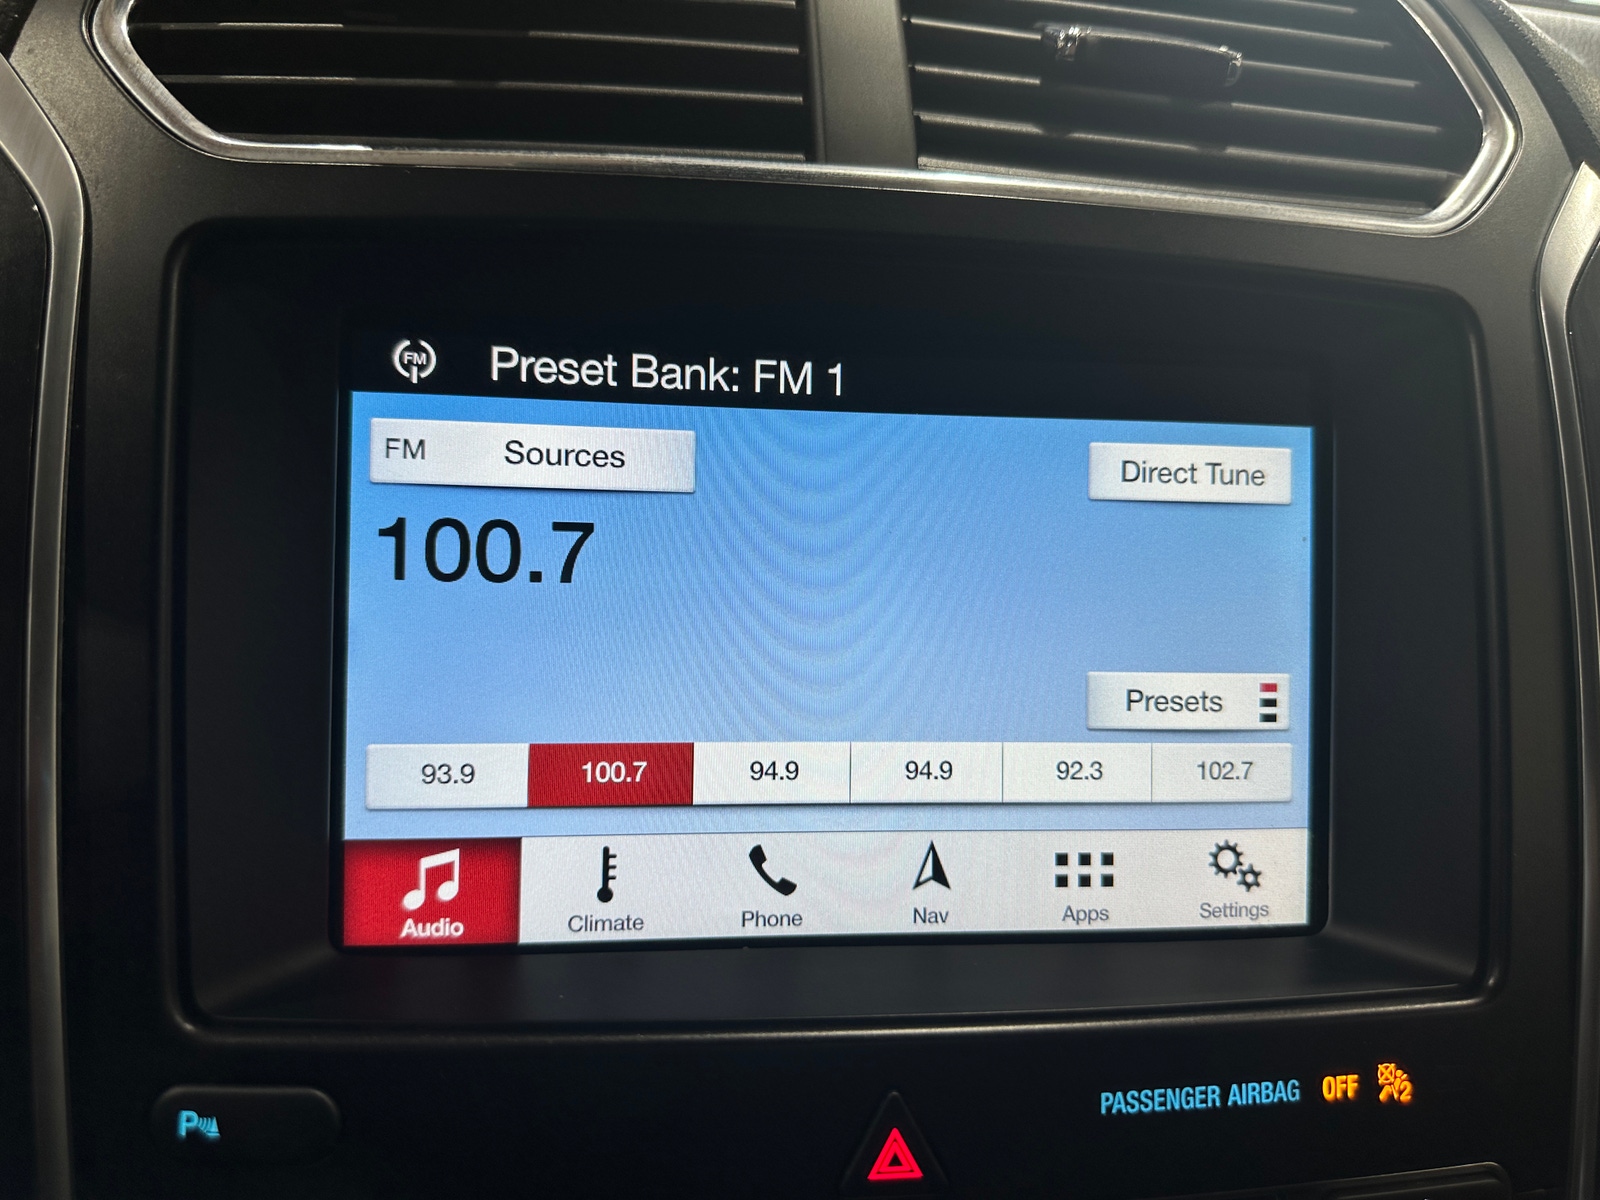 FM Preset Bank: FM 1
FM Sources
Direct Tune
100.7
Presets
93.9 100.7 94.9 94.9 92.3 102.7
Audio Climate Phone Nav Apps Settings
PASSENGER AIRBAG OFF 2
P